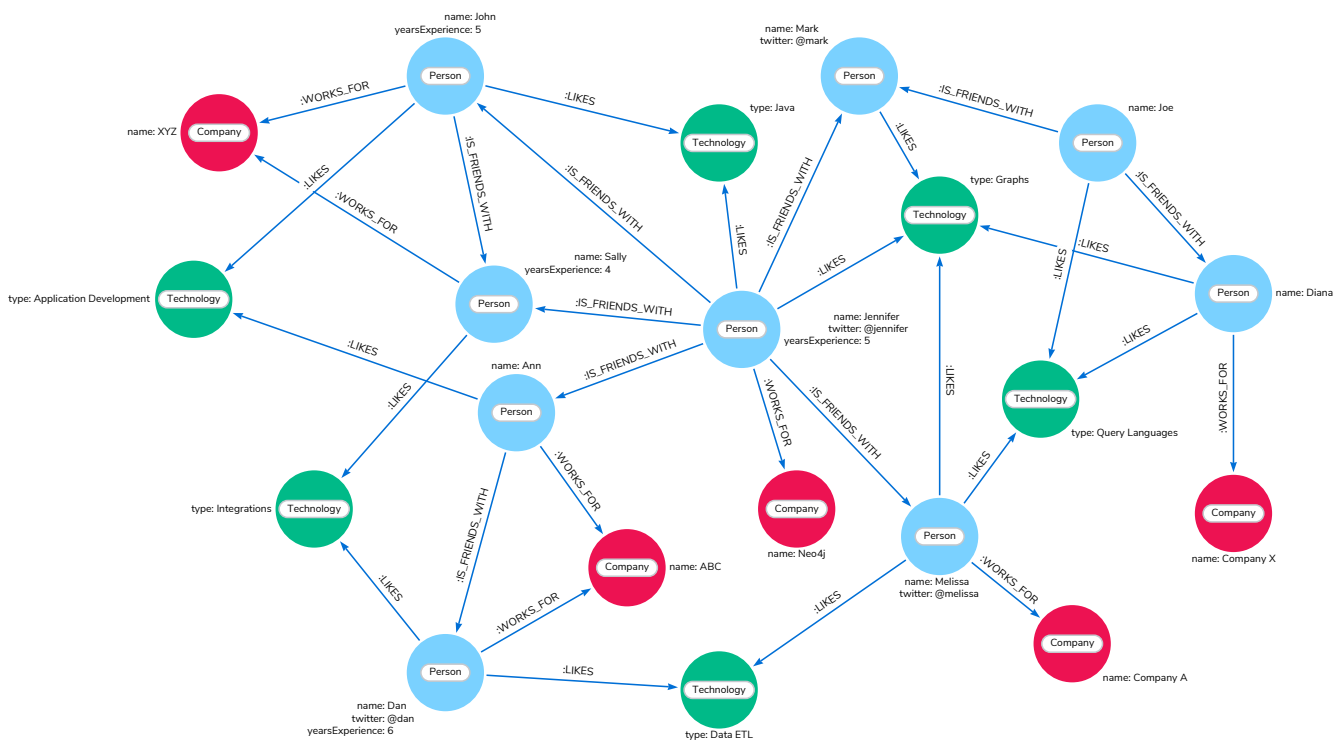 name: John
yearsExperience: 5
Person
name: Mark
twitter: @mark
Person
:WORKS_FOR
:LIKES
type: Java
:IS_FRIENDS_WITH
name: Joe
Person
name: XYZ
Company
:LIKES
Technology
:IS_FRIENDS_WITH
:LIKES
:IS_FRIENDS_WITH
:IS_FRIENDS_WITH
type: Graphs
Technology
:IS_FRIENDS_WITH
:WORKS_FOR
:IS_FRIENDS_WITH
:LIKES
:LIKES
:LIKES
:LIKES
name: Sally
yearsExperience: 4
Person
type: Application Development
Technology
:IS_FRIENDS_WITH
Person
name: Jennifer
twitter: @jennifer
yearsExperience: 5
Person
name: Diana
:LIKES
:LIKES
:IS_FRIENDS_WITH
name: Ann
Person
:LIKES
:WORKS_FOR
:IS_FRIENDS_WITH
:LIKES
Technology
type: Query Languages
:WORKS_FOR
:WORKS_FOR
:LIKES
type: Integrations
Technology
:IS_FRIENDS_WITH
Company
name: Neo4j
Person
name: Melissa
twitter: @melissa
Company
name: Company X
Company
name: ABC
:LIKES
:WORKS_FOR
:LIKES
:WORKS_FOR
Person
name: Dan
twitter: @dan
yearsExperience: 6
:LIKES
Technology
type: Data ETL
Company
name: Company A